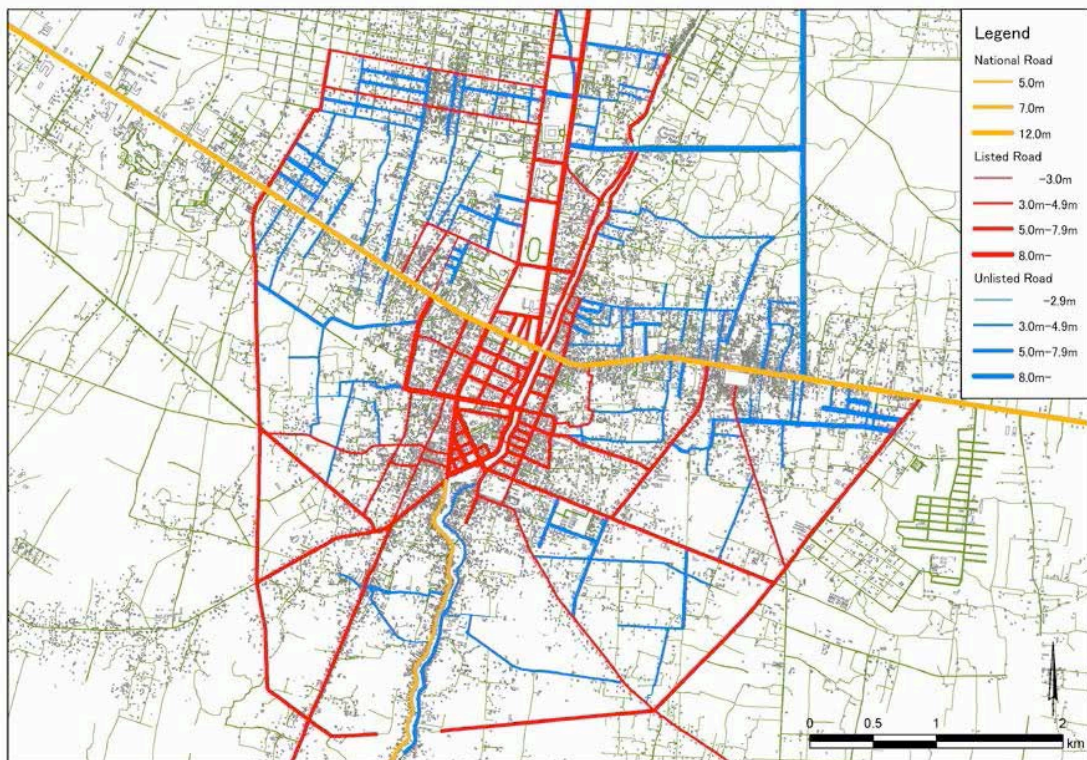 Legend
National Road
5.0m
7.0m
12.0m
Listed Road
-3.0m
3.0m-4.9m
5.0m-7.9m
8.0m-
Unlisted Road
-2.9m
3.0m-4.9m
5.0m-7.9m
8.0m-
0 0.5 1 2
km